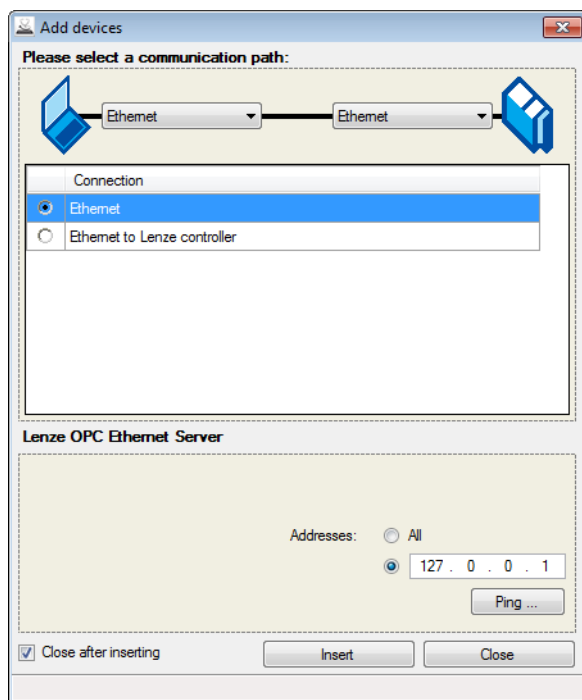 Add devices
Please select a communication path:
Ethernet Ethernet
Connection
Ethernet
Ethernet to Lenze controller
Lenze OPC Ethernet Server
Addresses: All
127 . 0 . 0 . 1
Ping ...
Close after inserting Insert Close